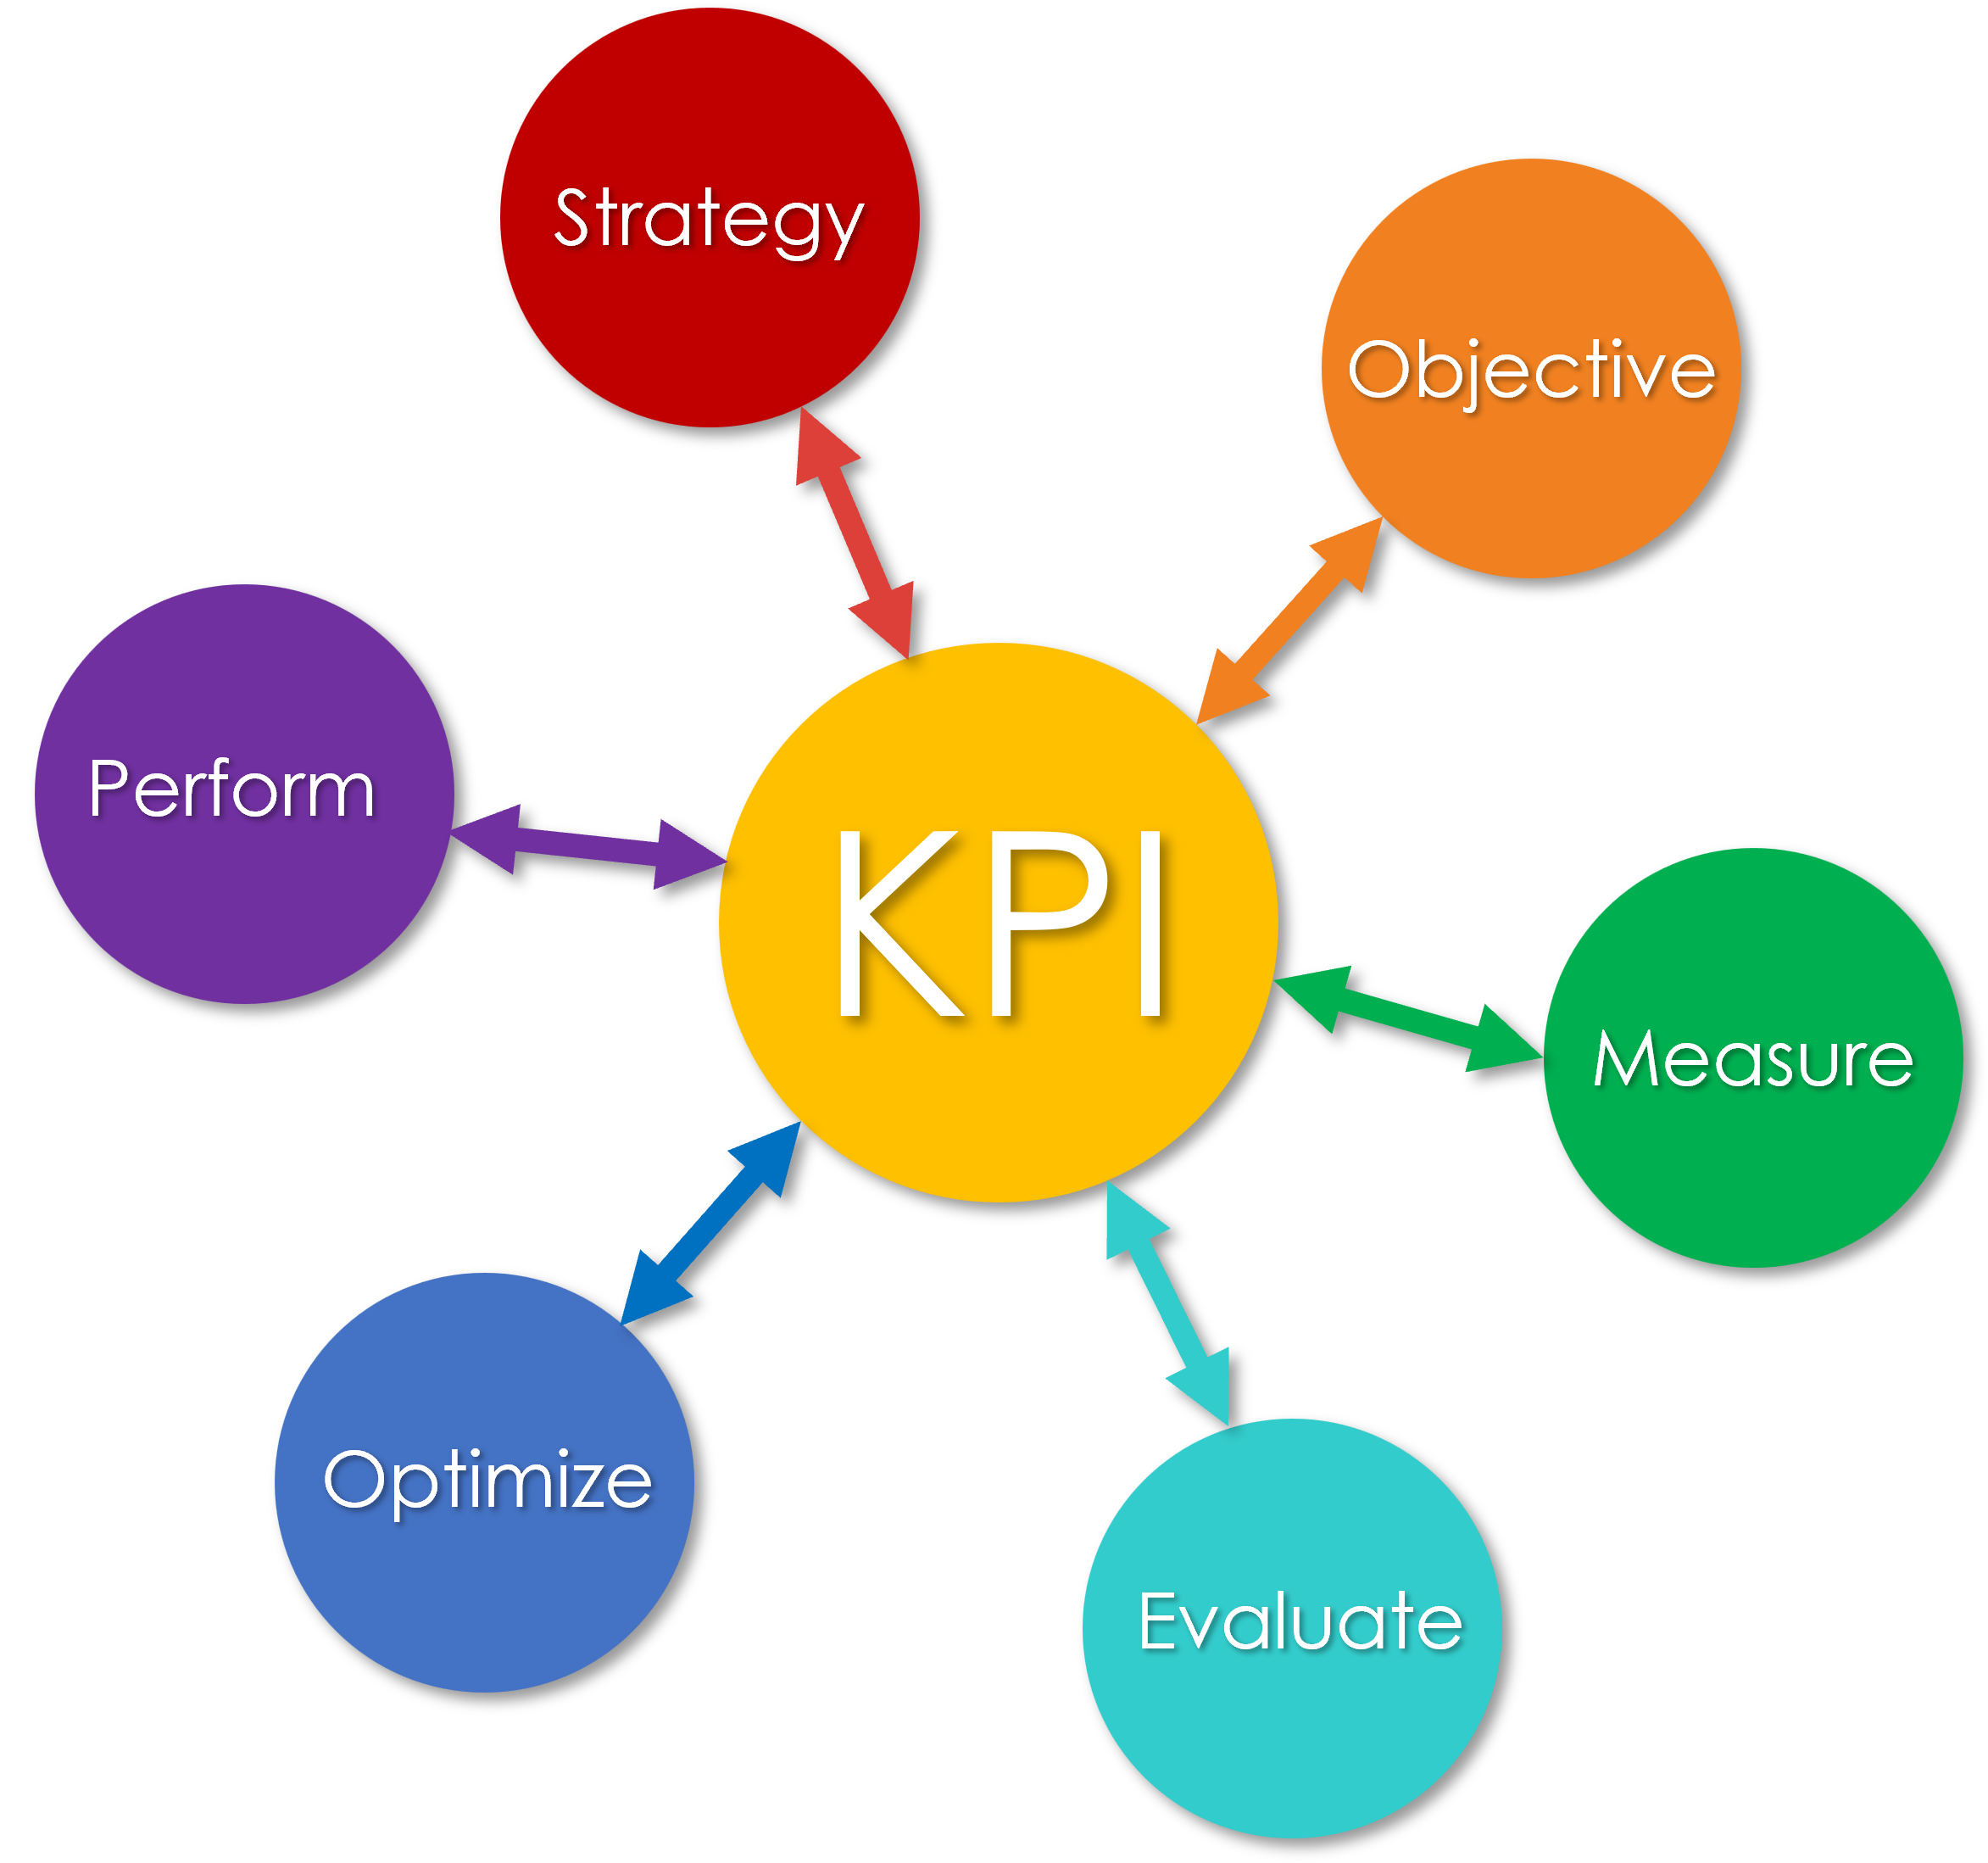 Strategy
Objective
Perform
KPI
Measure
Optimize
Evaluate